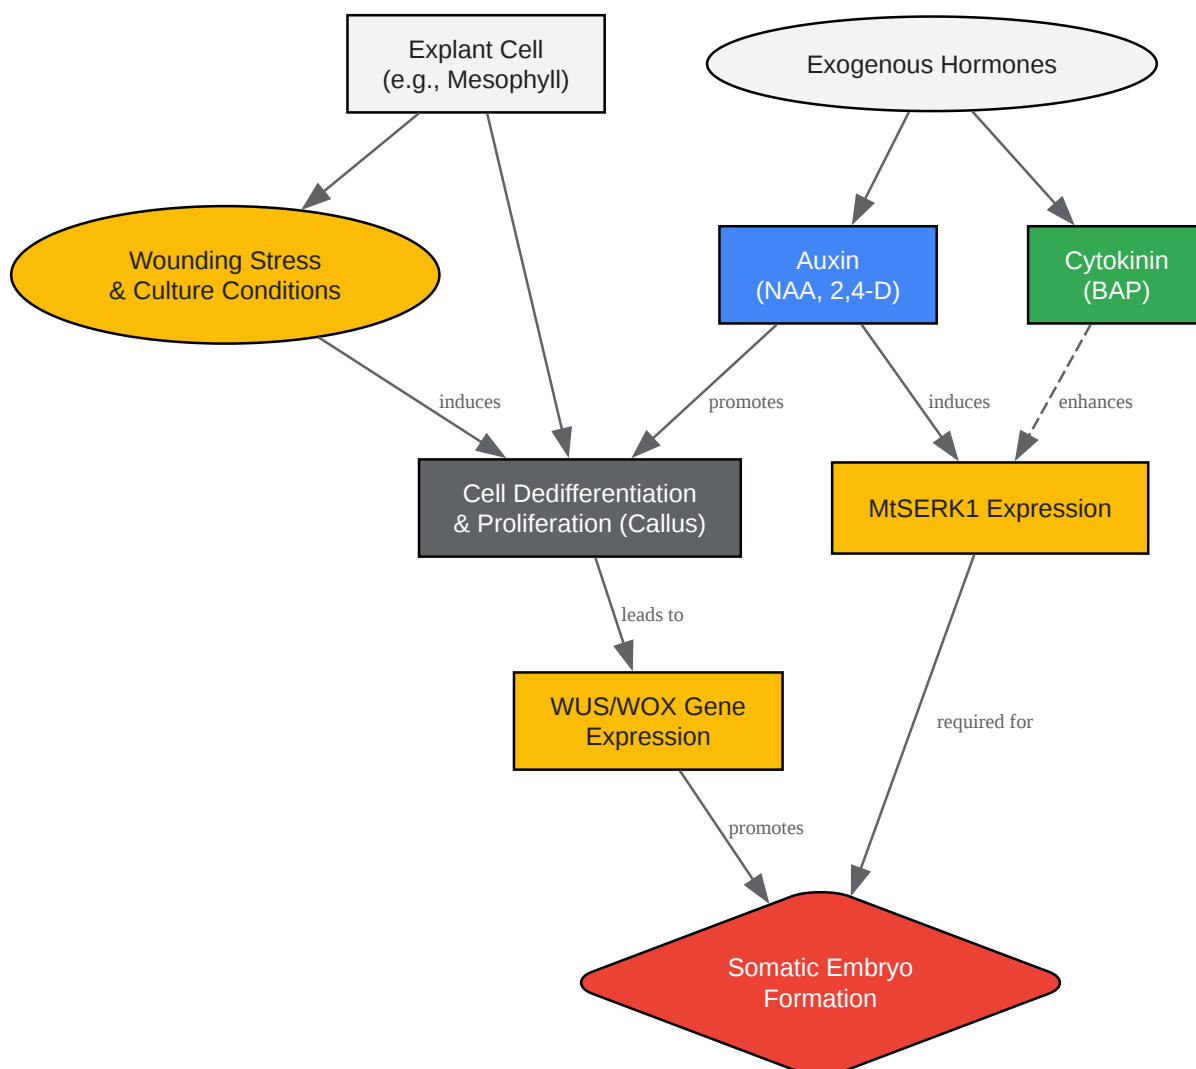 Explant Cell
(e.g., Mesophyll)
Exogenous Hormones
Wounding Stress
& Culture Conditions
Auxin
(NAA, 2,4-D)
Cytokinin
(BAP)
induces
promotes
induces
enhances
Cell Dedifferentiation
& Proliferation (Callus)
MtSERK1 Expression
leads to
WUS/WOX Gene
Expression
required for
promotes
Somatic Embryo
Formation